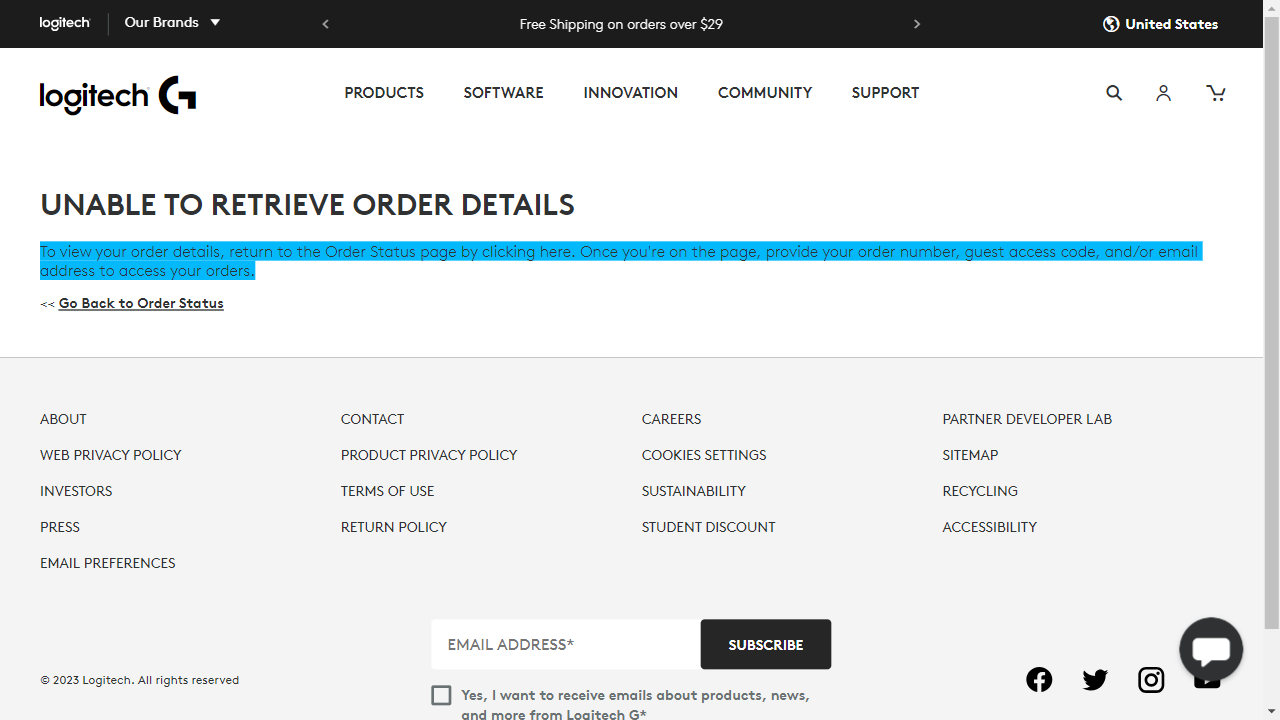 logitech
Our Brands
Free Shipping on orders over $29
United States
logitech G
PRODUCTS
SOFTWARE
INNOVATION
COMMUNITY
SUPPORT
UNABLE TO RETRIEVE ORDER DETAILS
To view your order details, return to the Order Status page by clicking here. Once you're on the page, provide your order number, guest access code, and/or email
address to access your orders.
<< Go Back to Order Status
ABOUT
CONTACT
CAREERS
PARTNER DEVELOPER LAB
WEB PRIVACY POLICY
PRODUCT PRIVACY POLICY
COOKIES SETTINGS
SITEMAP
INVESTORS
TERMS OF USE
SUSTAINABILITY
RECYCLING
PRESS
RETURN POLICY
STUDENT DISCOUNT
ACCESSIBILITY
EMAIL PREFERENCES
EMAIL ADDRESS*
SUBSCRIBE
© 2023 Logitech. All rights reserved
Yes, I want to receive emails about products, news,
and more from Logitech G*